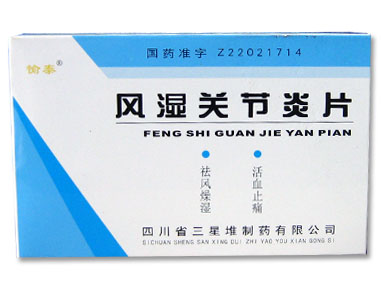 国药准字 Z22021714
风湿关节炎片
FENG SHI GUAN JIE YAN PIAN
活血止痛
祛风燥湿
四川省三星堆制药有限公司
SICHUAN SHENG SAN XING DUI ZHI YAO YOU XIAN GONG SI